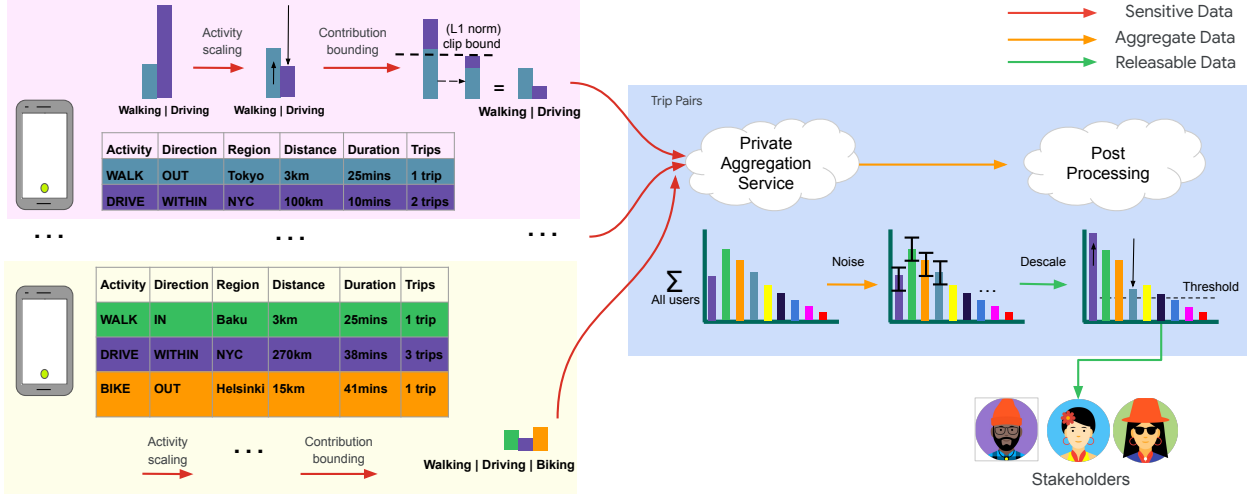 Activity
scaling
Contribution
bounding
(L1 norm)
clip bound
=
Walking | Driving
Walking | Driving
Walking | Driving
Activity Direction Region Distance Duration Trips
WALK OUT Tokyo 3km 25mins 1 trip
DRIVE WITHIN NYC 100km 10mins 2 trips
... ... ...
Activity Direction Region Distance Duration Trips
WALK IN Baku 3km 25mins 1 trip
DRIVE WITHIN NYC 270km 38mins 3 trips
BIKE OUT Helsinki 15km 41mins 1 trip
Activity
scaling
...
Contribution
bounding
Walking | Driving | Biking
Sensitive Data
Aggregate Data
Releasable Data
Trip Pairs
Private
Aggregation
Service
Post
Processing
Σ
All users
Noise
...
Descale
Threshold
Stakeholders